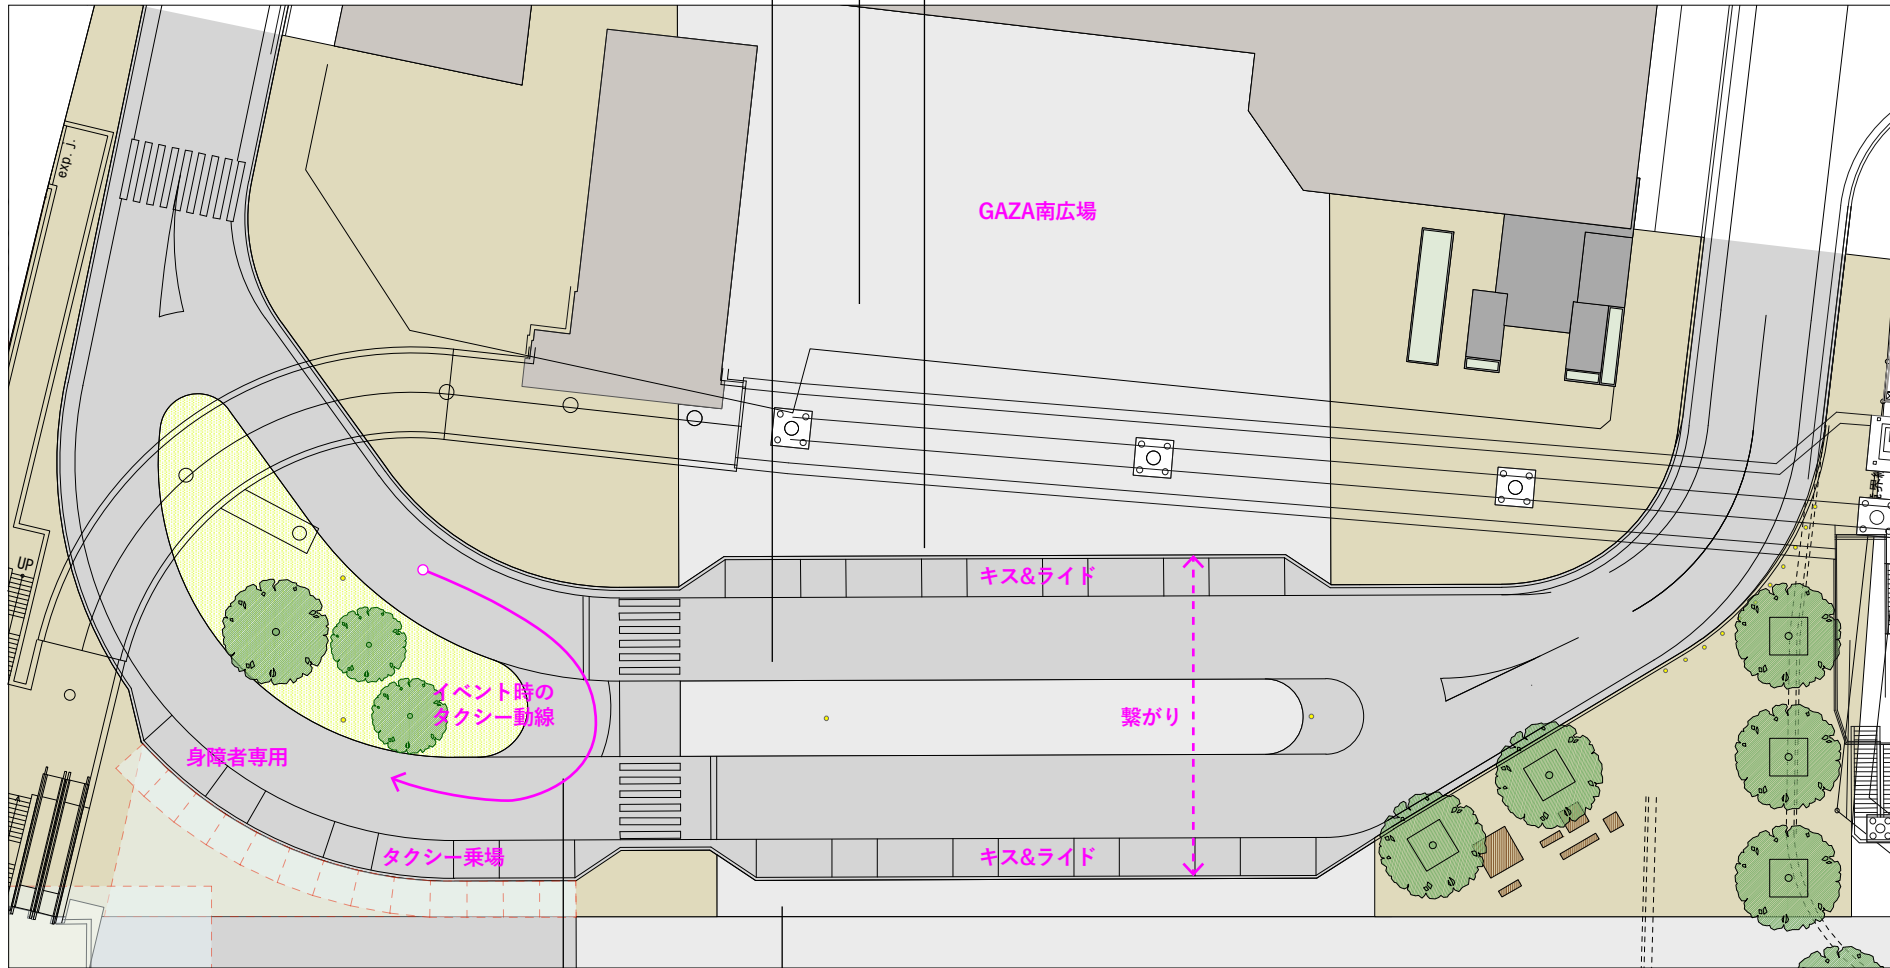 exp. j.
GAZA南広場
UP
キス&ライド
イベント時の
タクシー動線
繋がり
身障者専用
タクシー乗場
キス&ライド